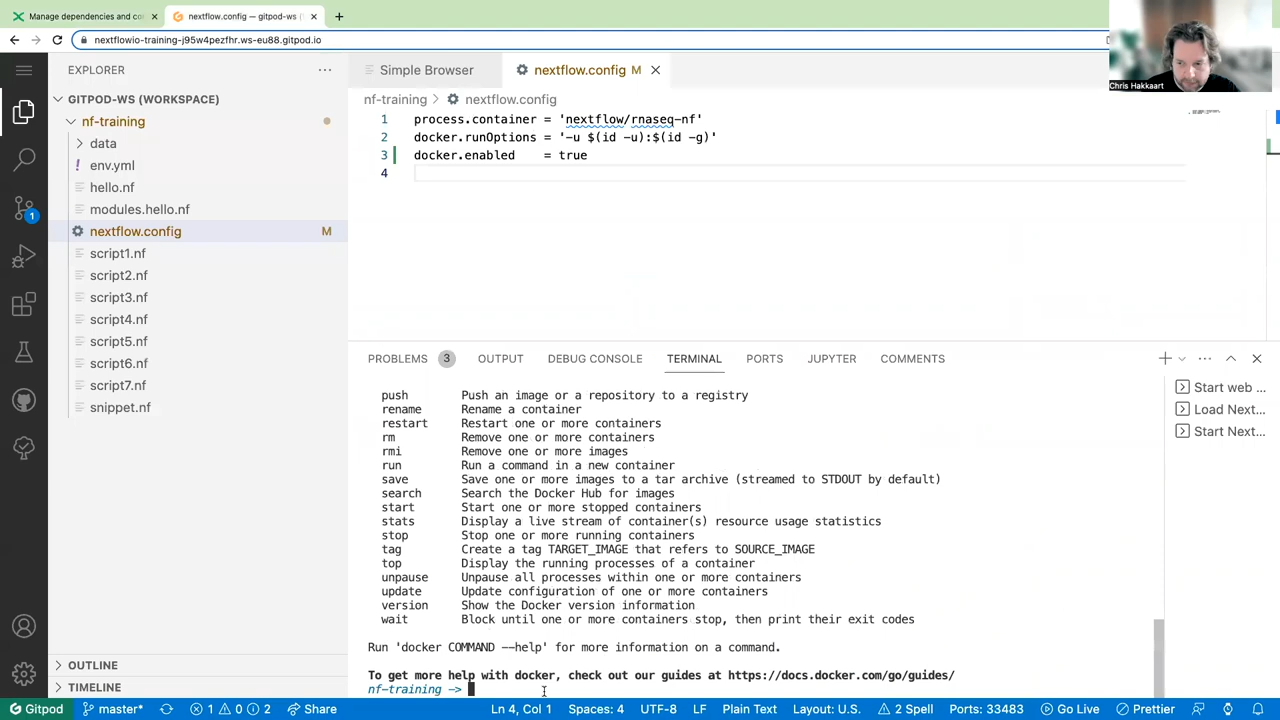 Manage dependencies and co
nextflow.config — gitpod-ws (
nextflowio-training-j95w4pezfhr.ws-eu88.gitpod.io
Chris Hakkaart
EXPLORER
GITPOD-WS (WORKSPACE)
nf-training
data
env.yml
hello.nf
modules.hello.nf
nextflow.config M
script1.nf
script2.nf
script3.nf
script4.nf
script5.nf
script6.nf
script7.nf
snippet.nf
OUTLINE
TIMELINE
1
Simple Browser
nextflow.config M
nf-training > nextflow.config
1 process.container = 'nextflow/rnaseq-nf'
2 docker.runOptions = '-u $(id -u):$(id -g)'
3 docker.enabled = true
4
PROBLEMS 3 OUTPUT DEBUG CONSOLE TERMINAL PORTS JUPYTER COMMENTS
push Push an image or a repository to a registry
rename Rename a container
restart Restart one or more containers
rm Remove one or more containers
rmi Remove one or more images
run Run a command in a new container
save Save one or more images to a tar archive (streamed to STDOUT by default)
search Search the Docker Hub for images
start Start one or more stopped containers
stats Display a live stream of container(s) resource usage statistics
stop Stop one or more running containers
tag Create a tag TARGET_IMAGE that refers to SOURCE_IMAGE
top Display the running processes of a container
unpause Unpause all processes within one or more containers
update Update configuration of one or more containers
version Show the Docker version information
wait Block until one or more containers stop, then print their exit codes
Run 'docker COMMAND --help' for more information on a command.
To get more help with docker, check out our guides at https://docs.docker.com/go/guides/
nf-training ->
Start web ...
Load Next...
Start Next...
Gitpod master* 1 0 2 Share Ln 4, Col 1 Spaces: 4 UTF-8 LF Plain Text Layout: U.S. 2 Spell Ports: 33483 Go Live Prettier